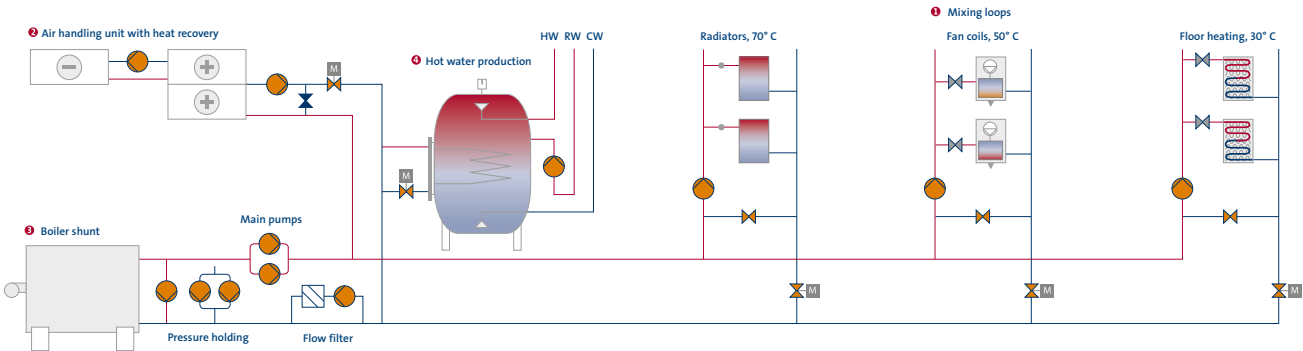 ❶ Mixing loops
❷ Air handling unit with heat recovery
HW RW CW
Radiators, 70° C
Fan coils, 50° C
Floor heating, 30° C
M
❹ Hot water production
M
Main pumps
❸ Boiler shunt
M
M
M
Pressure holding
Flow filter